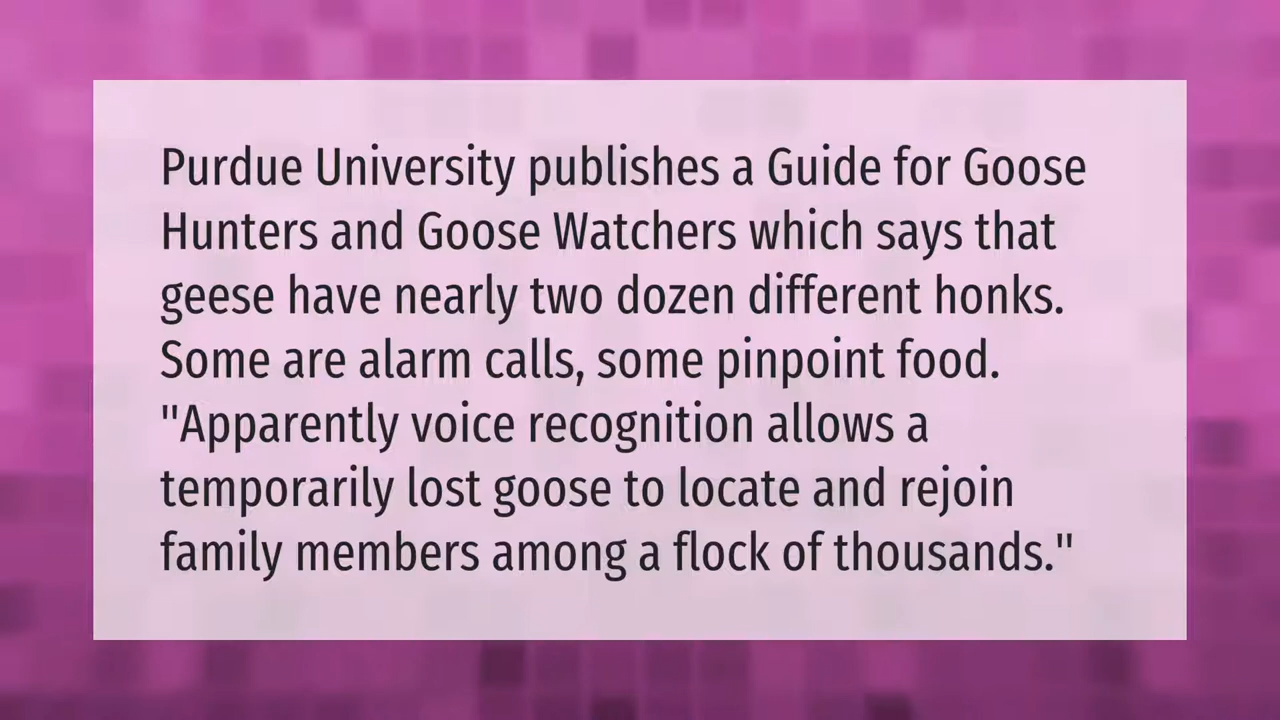 Purdue University publishes a Guide for Goose
Hunters and Goose Watchers which says that
geese have nearly two dozen different honks.
Some are alarm calls, some pinpoint food.
"Apparently voice recognition allows a
temporarily lost goose to locate and rejoin
family members among a flock of thousands."